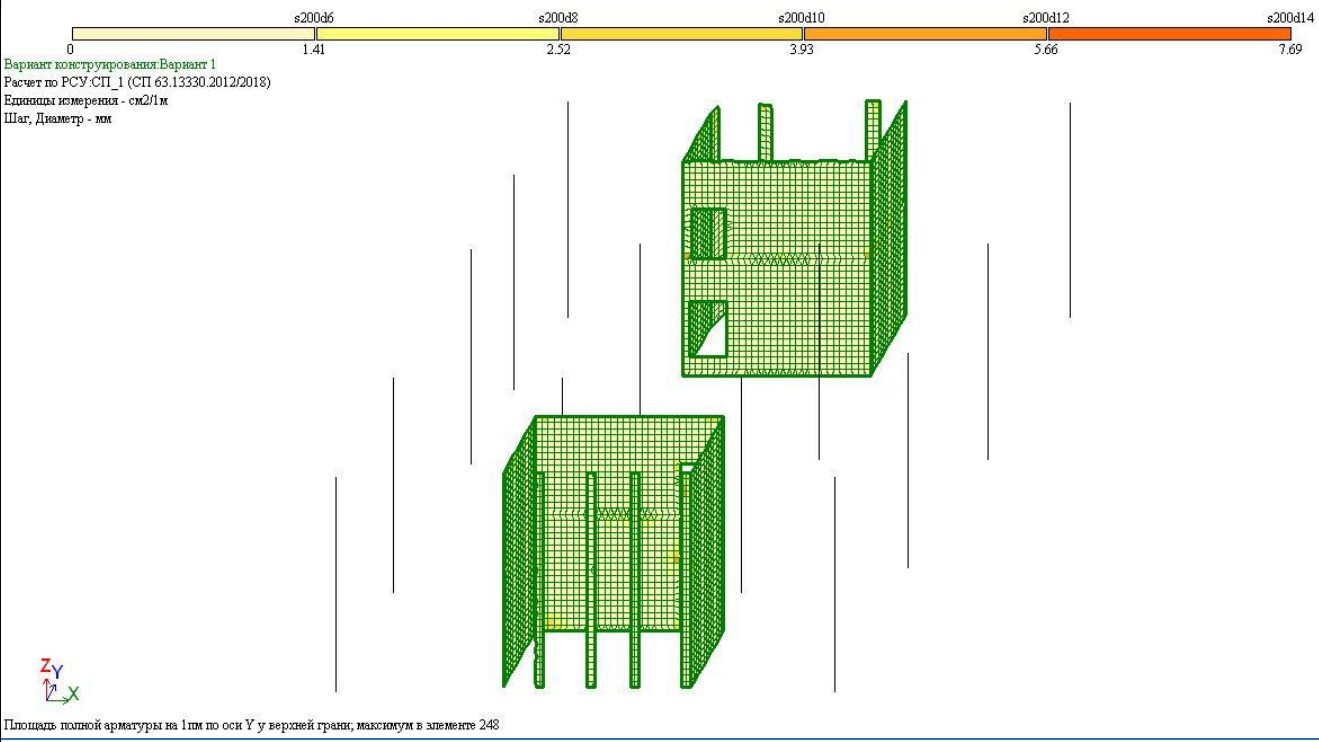 s200d6 s200d8 s200d10 s200d12 s200d14
0 1.41 2.52 3.93 5.66 7.69
Вариант конструирования:Вариант 1
Расчет по РСУ:СП_1 (СП 63.13330.2012/2018)
Единицы измерения - см2/1м
Шаг, Диаметр - мм
Z
Y
X
Площадь полной арматуры на 1пм по оси Y у верхней грани; максимум в элементе 248